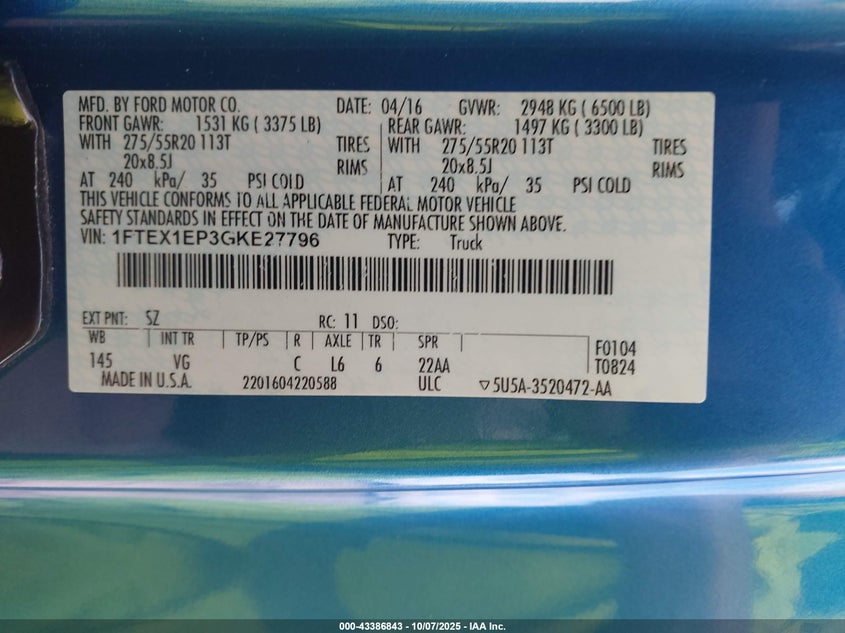 MFD. BY FORD MOTOR CO. DATE: 04/16 GVWR: 2948 KG ( 6500 LB)
FRONT GAWR: 1531 KG ( 3375 LB) REAR GAWR: 1497 KG ( 3300 LB)
WITH 275/55R20 113T TIRES WITH 275/55R20 113T TIRES
20x8.5J RIMS 20x8.5J RIMS
AT 240 kPa/ 35 PSI COLD AT 240 kPa/ 35 PSI COLD
THIS VEHICLE CONFORMS TO ALL APPLICABLE FEDERAL MOTOR VEHICLE
SAFETY STANDARDS IN EFFECT ON THE DATE OF MANUFACTURE SHOWN ABOVE.
VIN: 1FTEX1EP3GKE27796 TYPE: Truck
EXT PNT: SZ RC: 11 DSO:
WB INT TR TP/PS R AXLE TR SPR F0104
145 VG C L6 6 22AA T0824
MADE IN U.S.A. 2201604220588 ULC ▽5U5A-3520472-AA
000-43386843 - 10/07/2025 - IAA Inc.